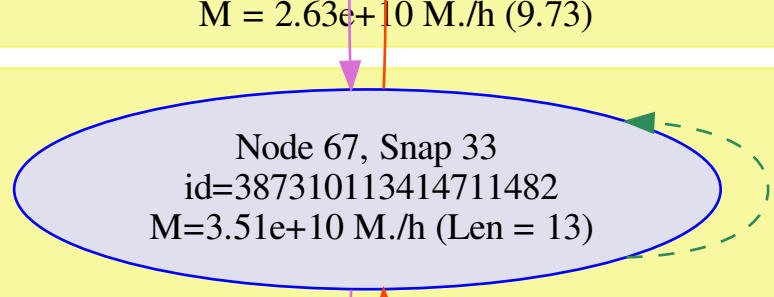 M = 2.63e+10 M./h (9.73)
Node 67, Snap 33
id=387310113414711482
M=3.51e+10 M./h (Len = 13)